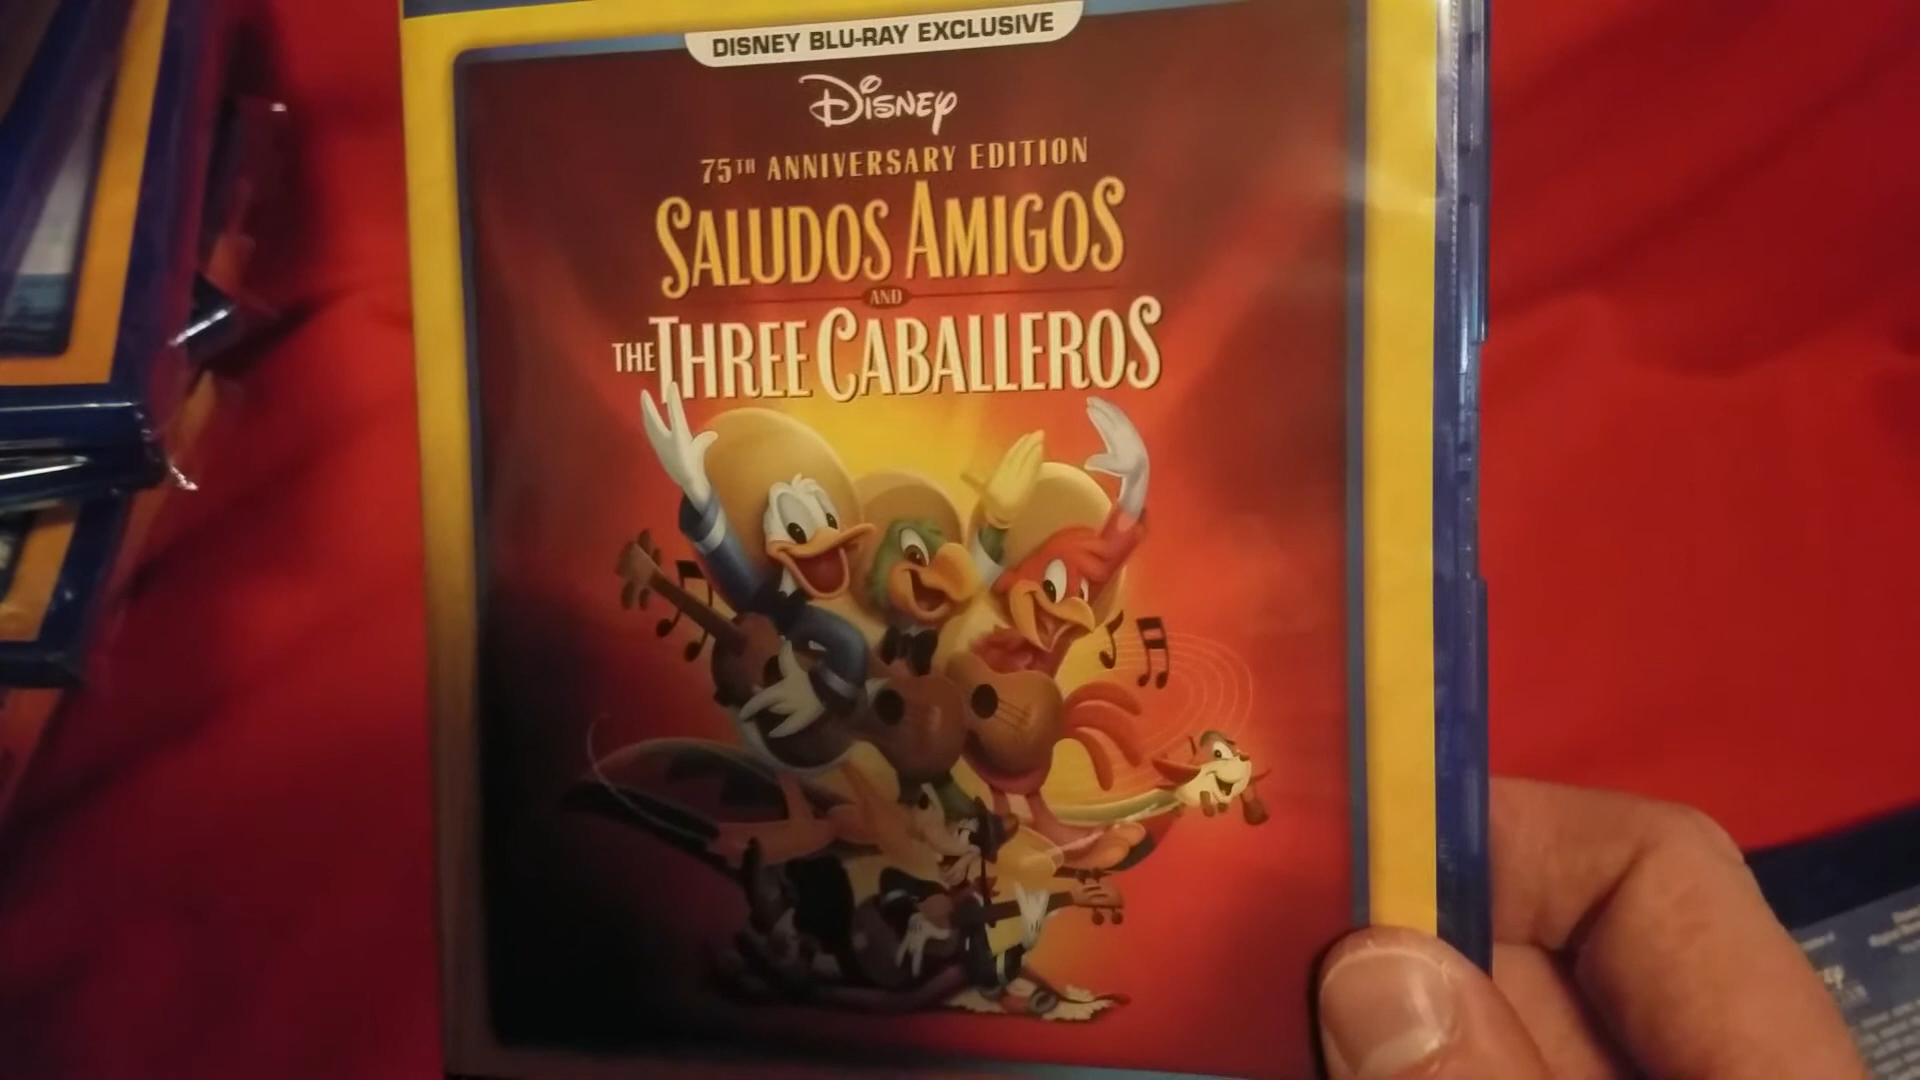 DISNEY BLU-RAY EXCLUSIVE
DISNEY
75TH ANNIVERSARY EDITION
SALUDOS AMIGOS
AND
THE THREE CABALLEROS